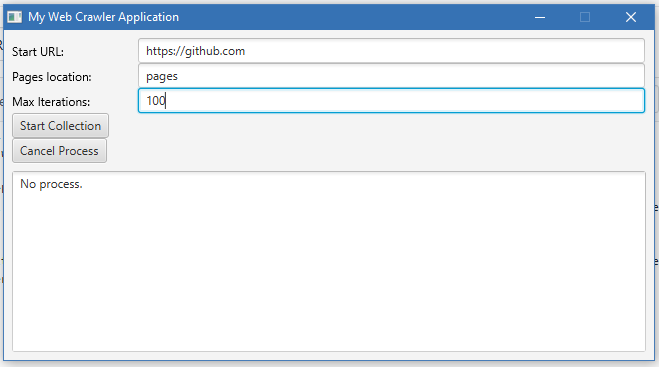 My Web Crawler Application
Start URL: https://github.com
Pages location: pages
Max Iterations: 100
Start Collection
Cancel Process
No process.